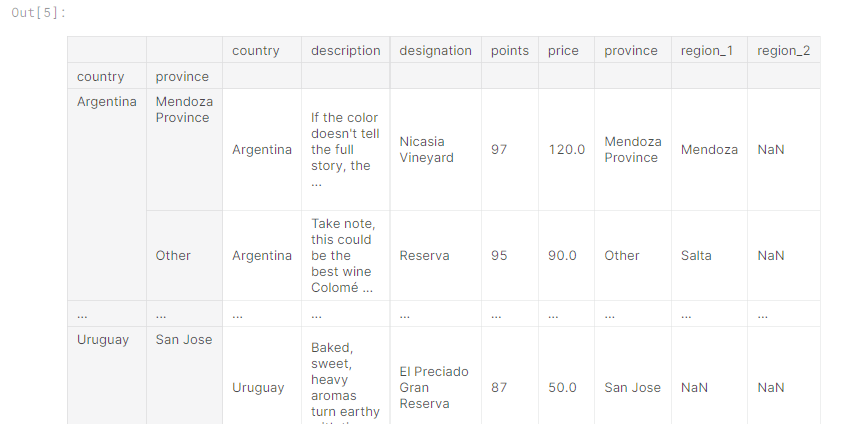 Out[5]:
country description designation points price province region_1 region_2
country province
Argentina Mendoza Province Argentina If the color doesn't tell the full story, the ... Nicasia Vineyard 97 120.0 Mendoza Province Mendoza NaN
Other Argentina Take note, this could be the best wine Colomé ... Reserva 95 90.0 Other Salta NaN
... ... ... ... ... ... ... ... ... ...
Uruguay San Jose Uruguay Baked, sweet, heavy aromas turn earthy El Preciado Gran Reserva 87 50.0 San Jose NaN NaN